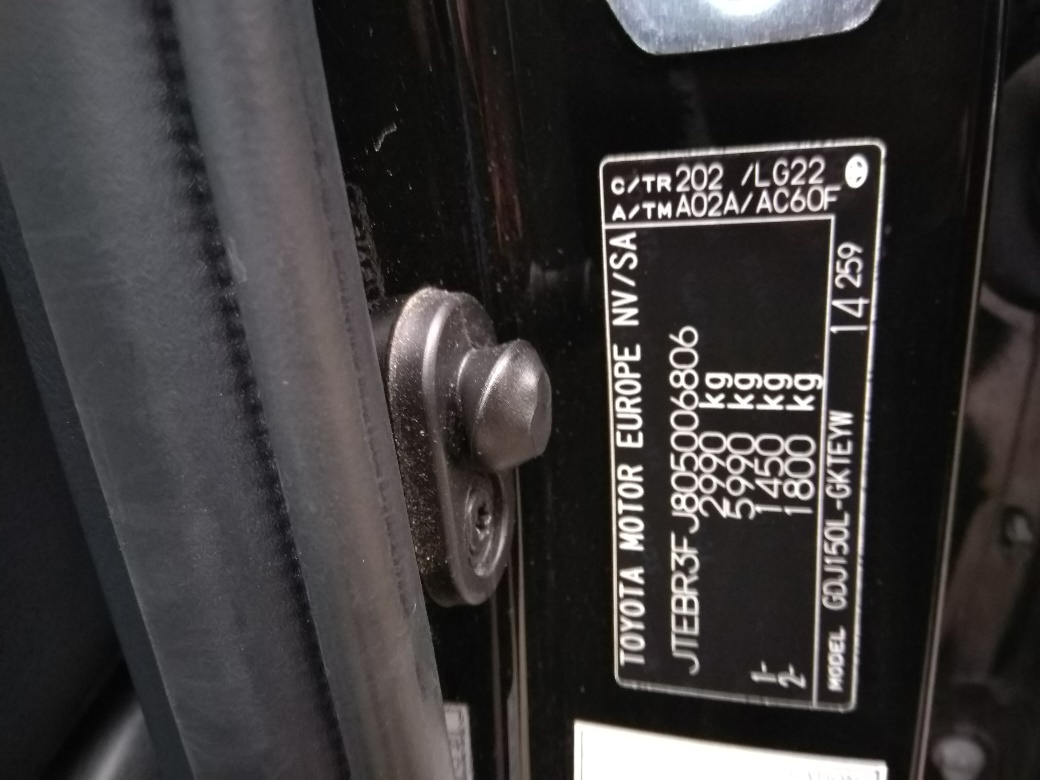 TOYOTA MOTOR EUROPE NV/SA
JTEBR3FJ805006806
2990 kg
5990 kg
1- 1450 kg
2- 1800 kg
MODEL GDJ150L-GKTEYW 14 259
C/TR 202 /LG22
A/TM A02A/AC60F